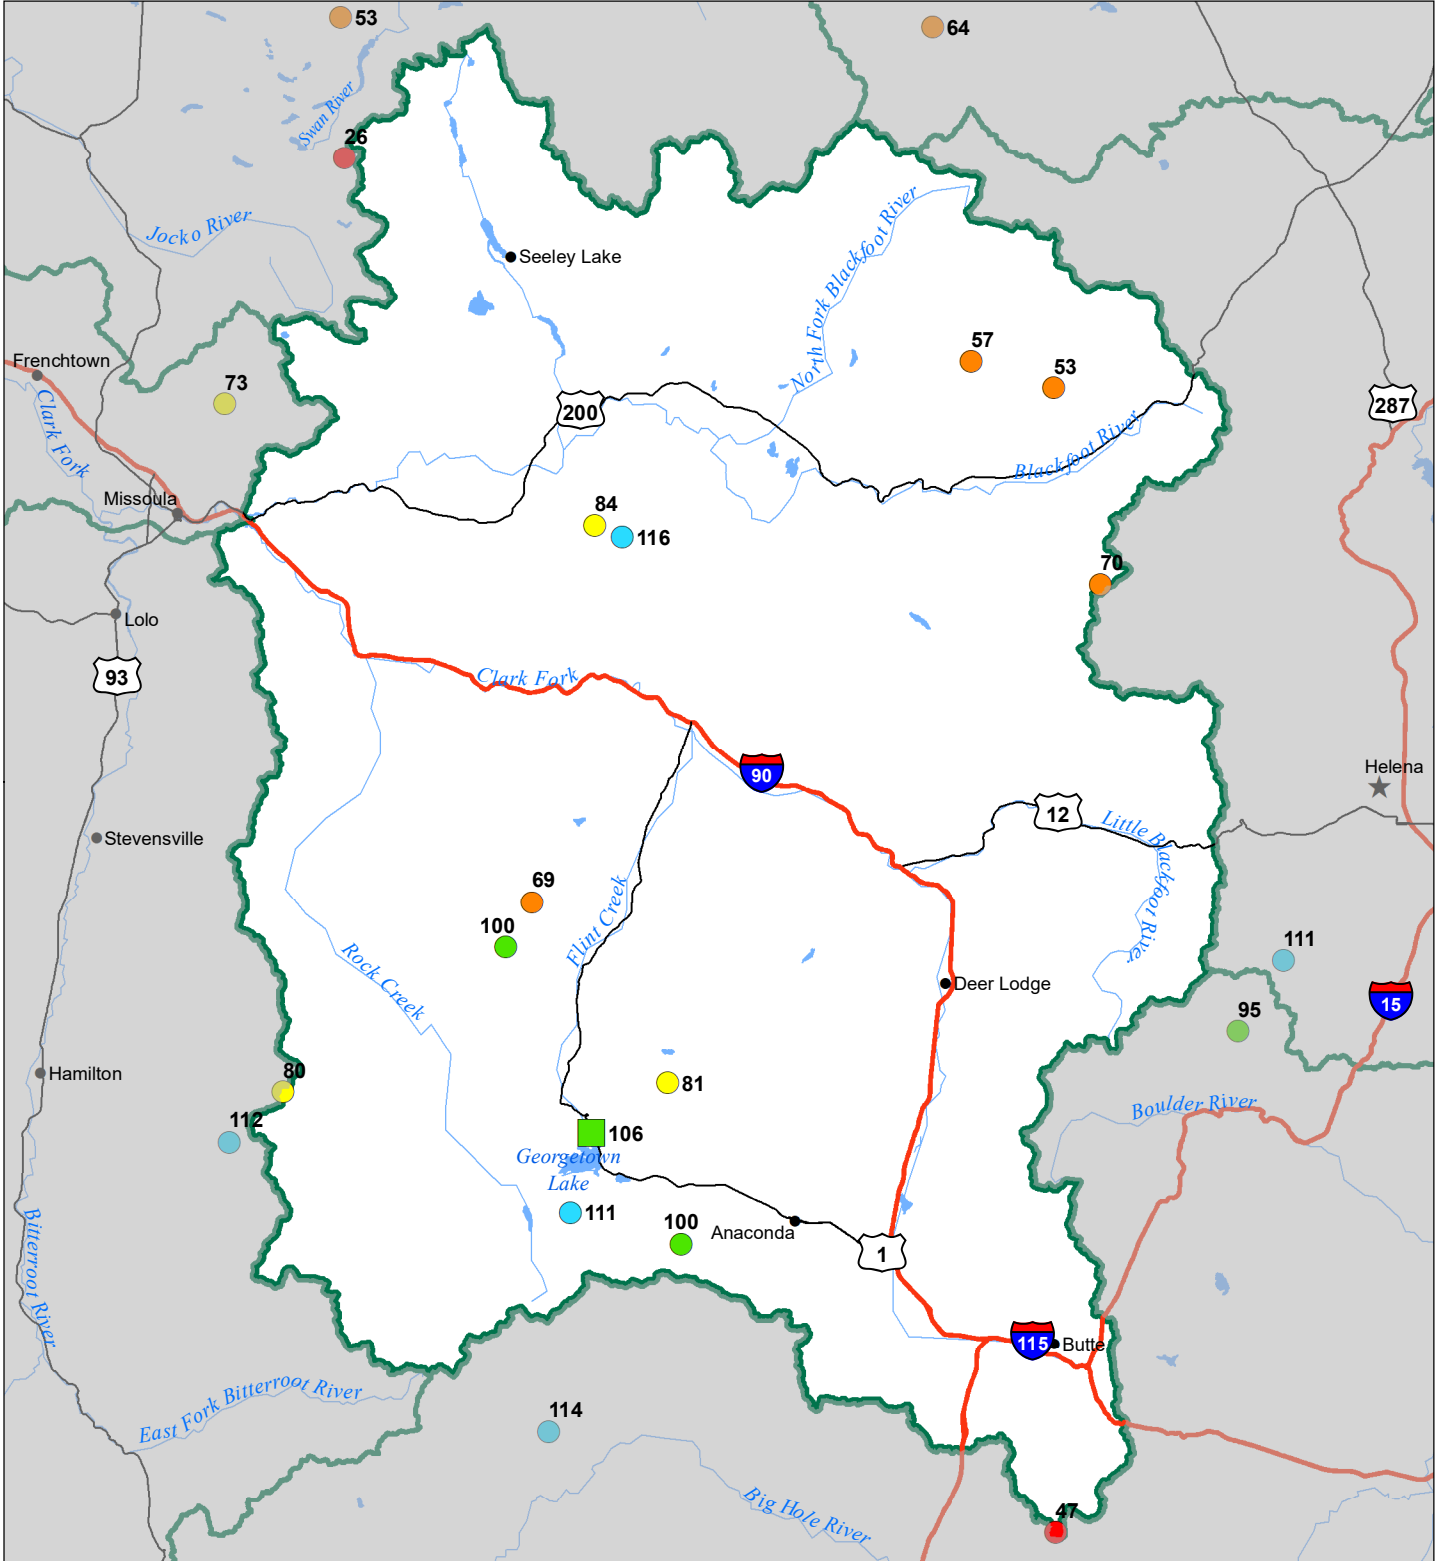 53
64
Swan River
26
Jocko River
Seeley Lake
North Fork Blackfoot River
57
53
Frenchtown
73
Clark Fork
200
287
Blackfoot River
Missoula
84
116
70
Lolo
93
Clark Fork
90
Helena
12
Little Blackfoot River
Stevensville
69
Flint Creek
100
111
Rock Creek
Deer Lodge
15
95
Hamilton
80
81
Boulder River
112
106
Georgetown
Lake
111
100
Anaconda
1
Bitterroot River
115
Butte
East Fork Bitterroot River
114
Big Hole River
47